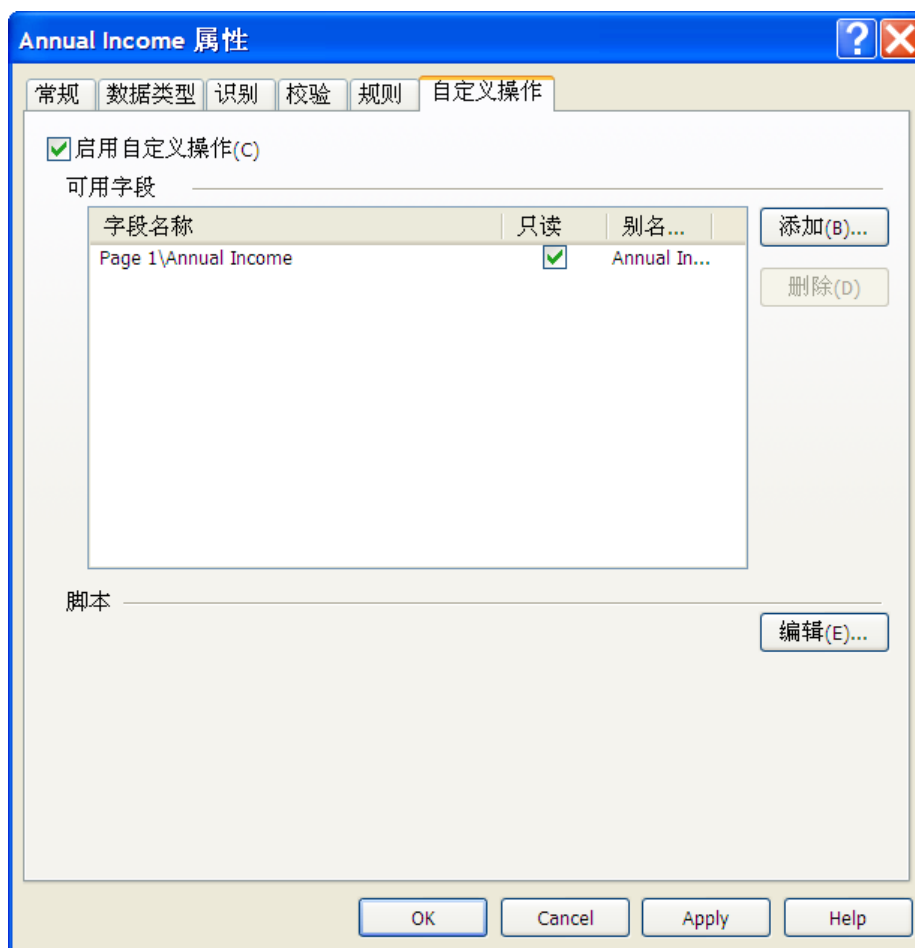 Annual Income 属性
常规 数据类型 识别 校验 规则 自定义操作
启用自定义操作(C)
可用字段
字段名称 只读 别名... 添加(B)...
Page 1\Annual Income Annual In...
删除(D)
脚本
编辑(E)...
OK Cancel Apply Help